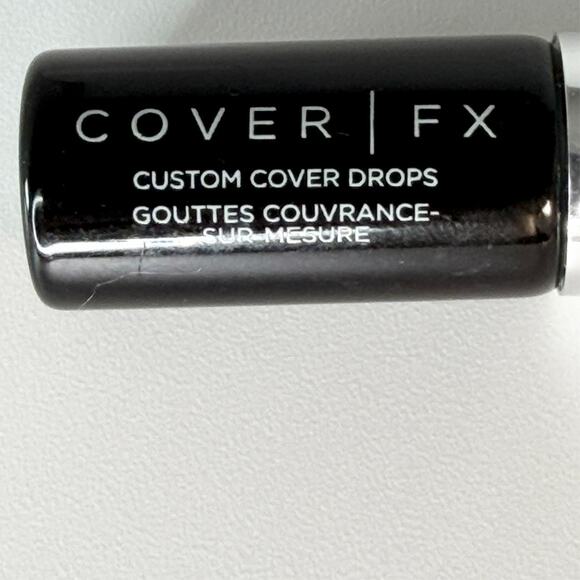 COVER | FX
CUSTOM COVER DROPS
GOUTTES COUVRANCE-
SUR-MESURE